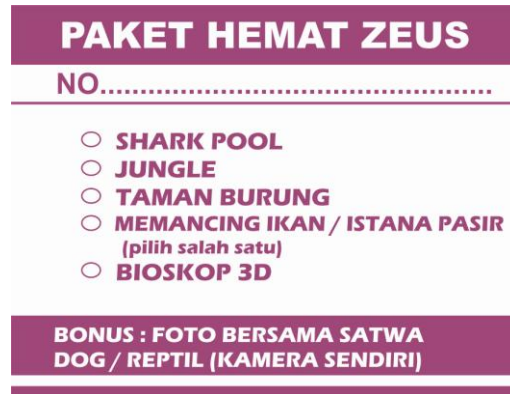 PAKET HEMAT ZEUS
NO.................................................
SHARK POOL
JUNGLE
TAMAN BURUNG
MEMANCING IKAN / ISTANA PASIR
(pilih salah satu)
BIOSKOP 3D
BONUS : FOTO BERSAMA SATWA
DOG / REPTIL (KAMERA SENDIRI)